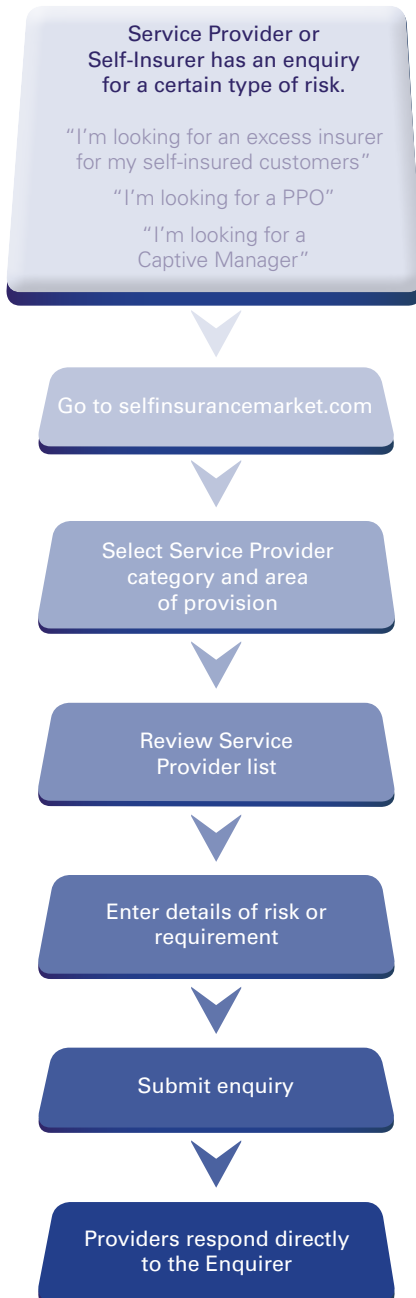 Service Provider or
Self-Insurer has an enquiry
for a certain type of risk.
“I’m looking for an excess insurer
for my self-insured customers”
“I’m looking for a PPO”
“I’m looking for a
Captive Manager”
Go to selfinsurancemarket.com
Select Service Provider
category and area
of provision
Review Service
Provider list
Enter details of risk or
requirement
Submit enquiry
Providers respond directly
to the Enquirer